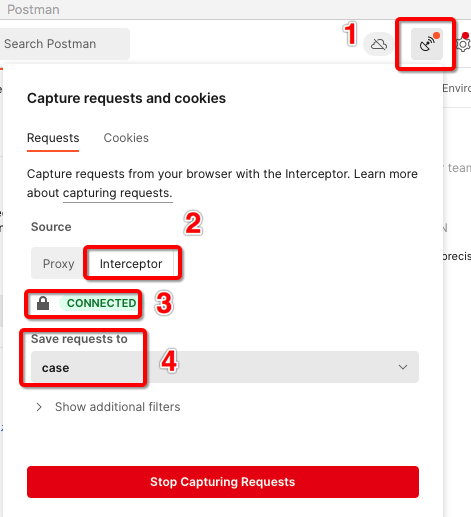 Postman
Search Postman
1
Capture requests and cookies
Envir
Requests Cookies
Capture requests from your browser with the Interceptor. Learn more
about capturing requests.
team
Source
2
N
Proxy Interceptor
precis
CONNECTED
3
Save requests to
case
4
Show additional filters
Stop Capturing Requests